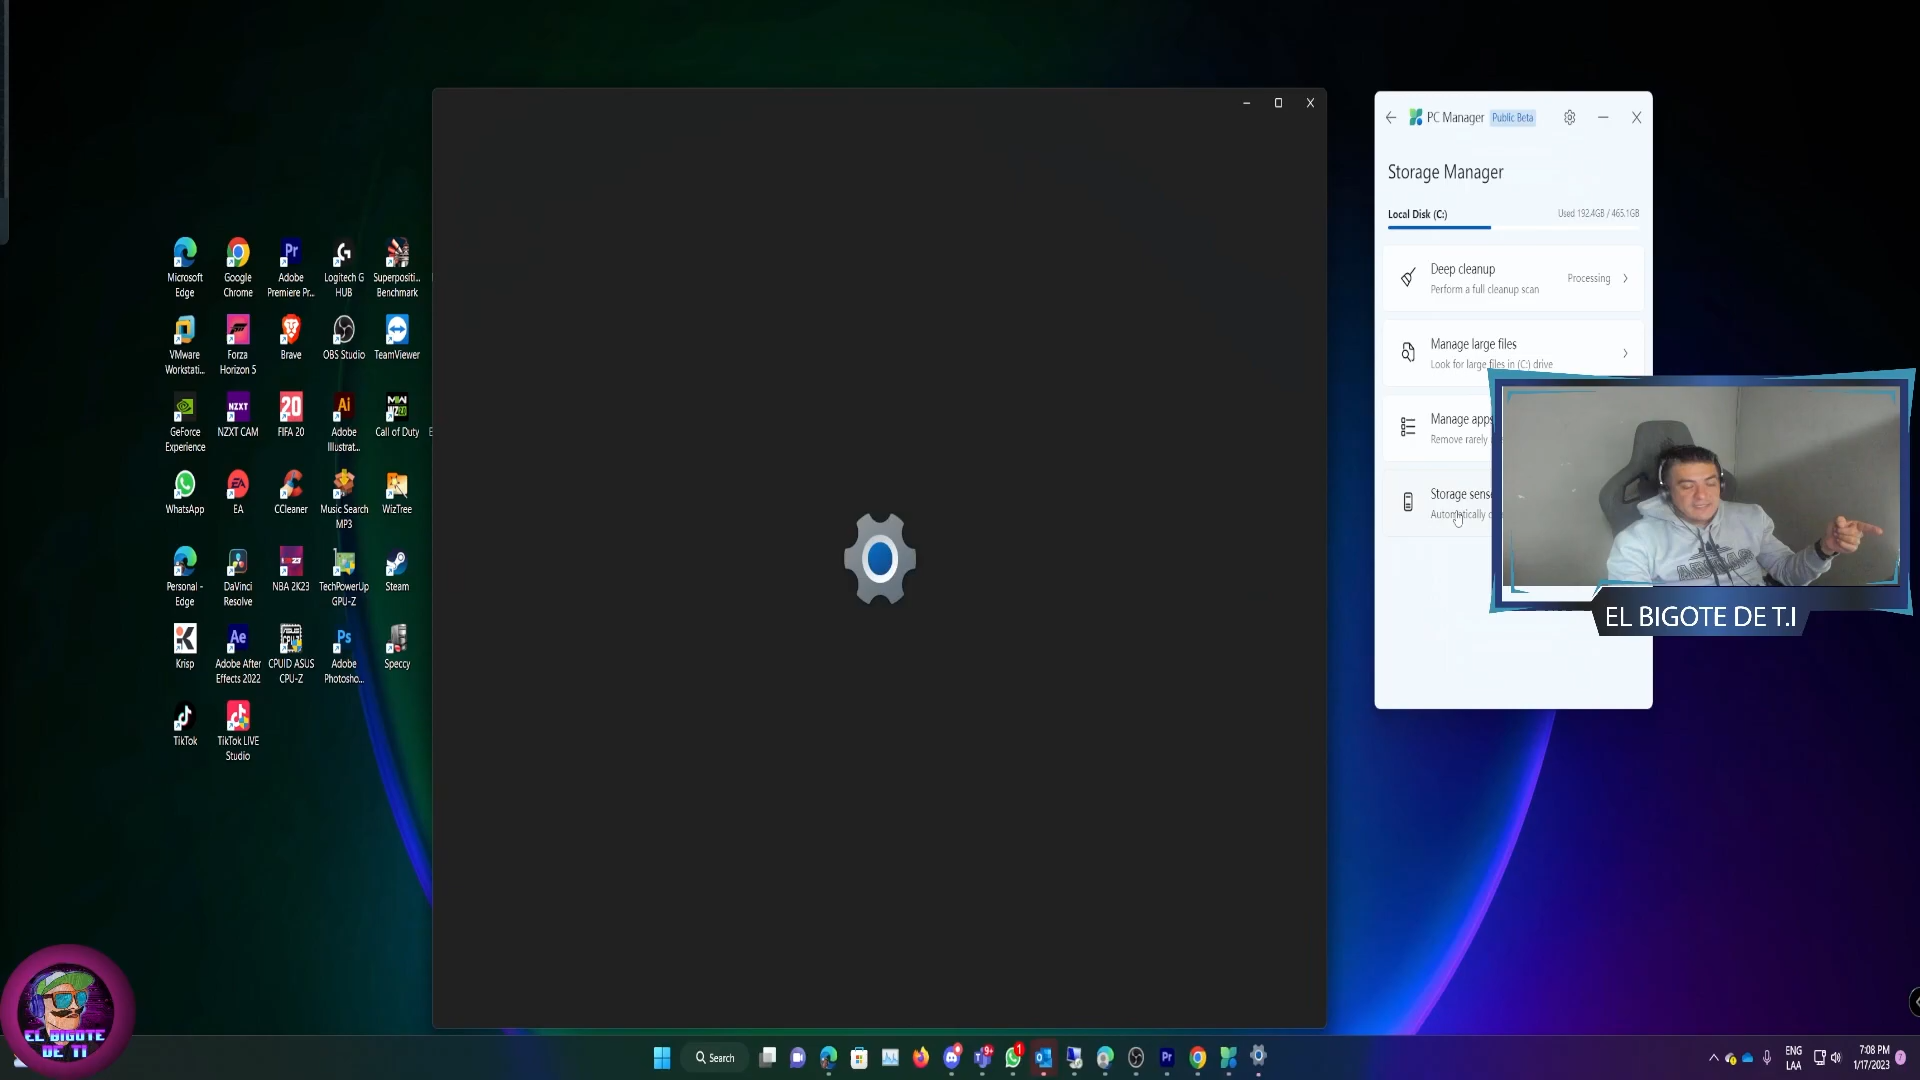 PC Manager Public Beta
Storage Manager
Local Disk (C:) Used 192.4GB / 465.1GB
Deep cleanup
Perform a full cleanup scan
Processing
Manage large files
Look for large files in (C:) drive
Manage apps
Remove rarely
Storage sens
Automatically
EL BIGOTE DE T.I
Microsoft
Edge
Google
Chrome
Adobe
Premiere Pr...
Logitech G
HUB
Superpositi...
Benchmark
VMware
Workstati...
Forza
Horizon 5
Brave
OBS Studio
TeamViewer
GeForce
Experience
NZXT
NZXT CAM
20
FIFA 20
Adobe
Illustrat...
Call of Duty
WhatsApp
EA
CCleaner
Music Search
MP3
WizTree
Personal -
Edge
DaVinci
Resolve
NBA 2K23
TechPowerUp
GPU-Z
Steam
Krisp
Adobe After
Effects 2022
CPUID ASUS
CPU-Z
Adobe
Photosho...
Speccy
TikTok
TikTok LIVE
Studio
EL BIGOTE
DE TI
Search
ENG
LAA
7:08 PM
1/17/2023